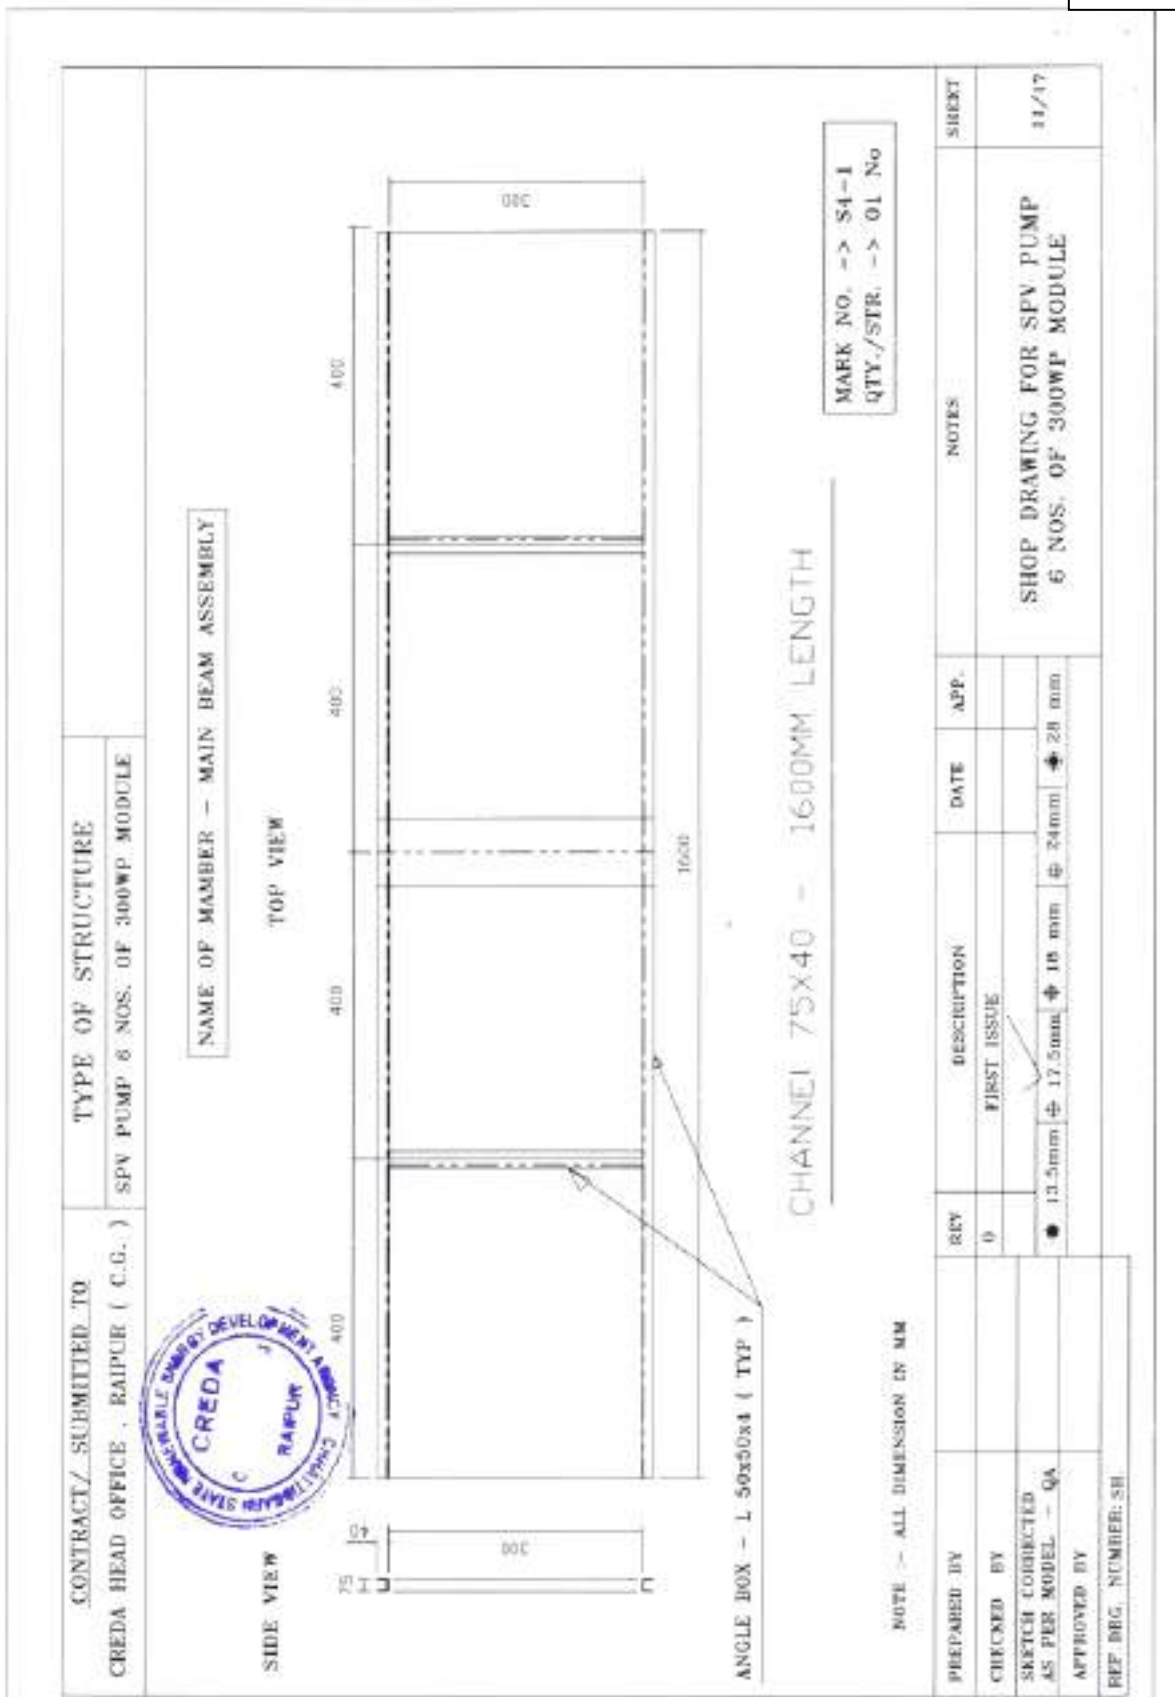 CONTRACT/ SUBMITTED TO
TYPE OF STRUCTURE
CREDA HEAD OFFICE , RAIPUR ( C.G. )
SPV PUMP 6 NOS. OF 300WP MODULE
NAME OF MAMBER - MAIN BEAM ASSEMBLY
SIDE VIEW
TOP VIEW
CREDA
RAIPUR
400
400
400
400
75
40
300
300
1600
ANGLE BOX - L 50x50x4 ( TYP )
CHANNEL 75X40 - 1600MM LENGTH
MARK NO. -> S4-1
QTY./STR. -> 01 No
NOTE :- ALL DIMENSION IN MM
PREPARED BY
CHECKED BY
SKETCH CORRECTED
AS PER MODEL - QA
APPROVED BY
REF DRG. NUMBER: SH
REV
DESCRIPTION
DATE
APP.
NOTES
SHEET
0
FIRST ISSUE
13.5mm
17.5mm
18 mm
24mm
28 mm
SHOP DRAWING FOR SPV PUMP
6 NOS. OF 300WP MODULE